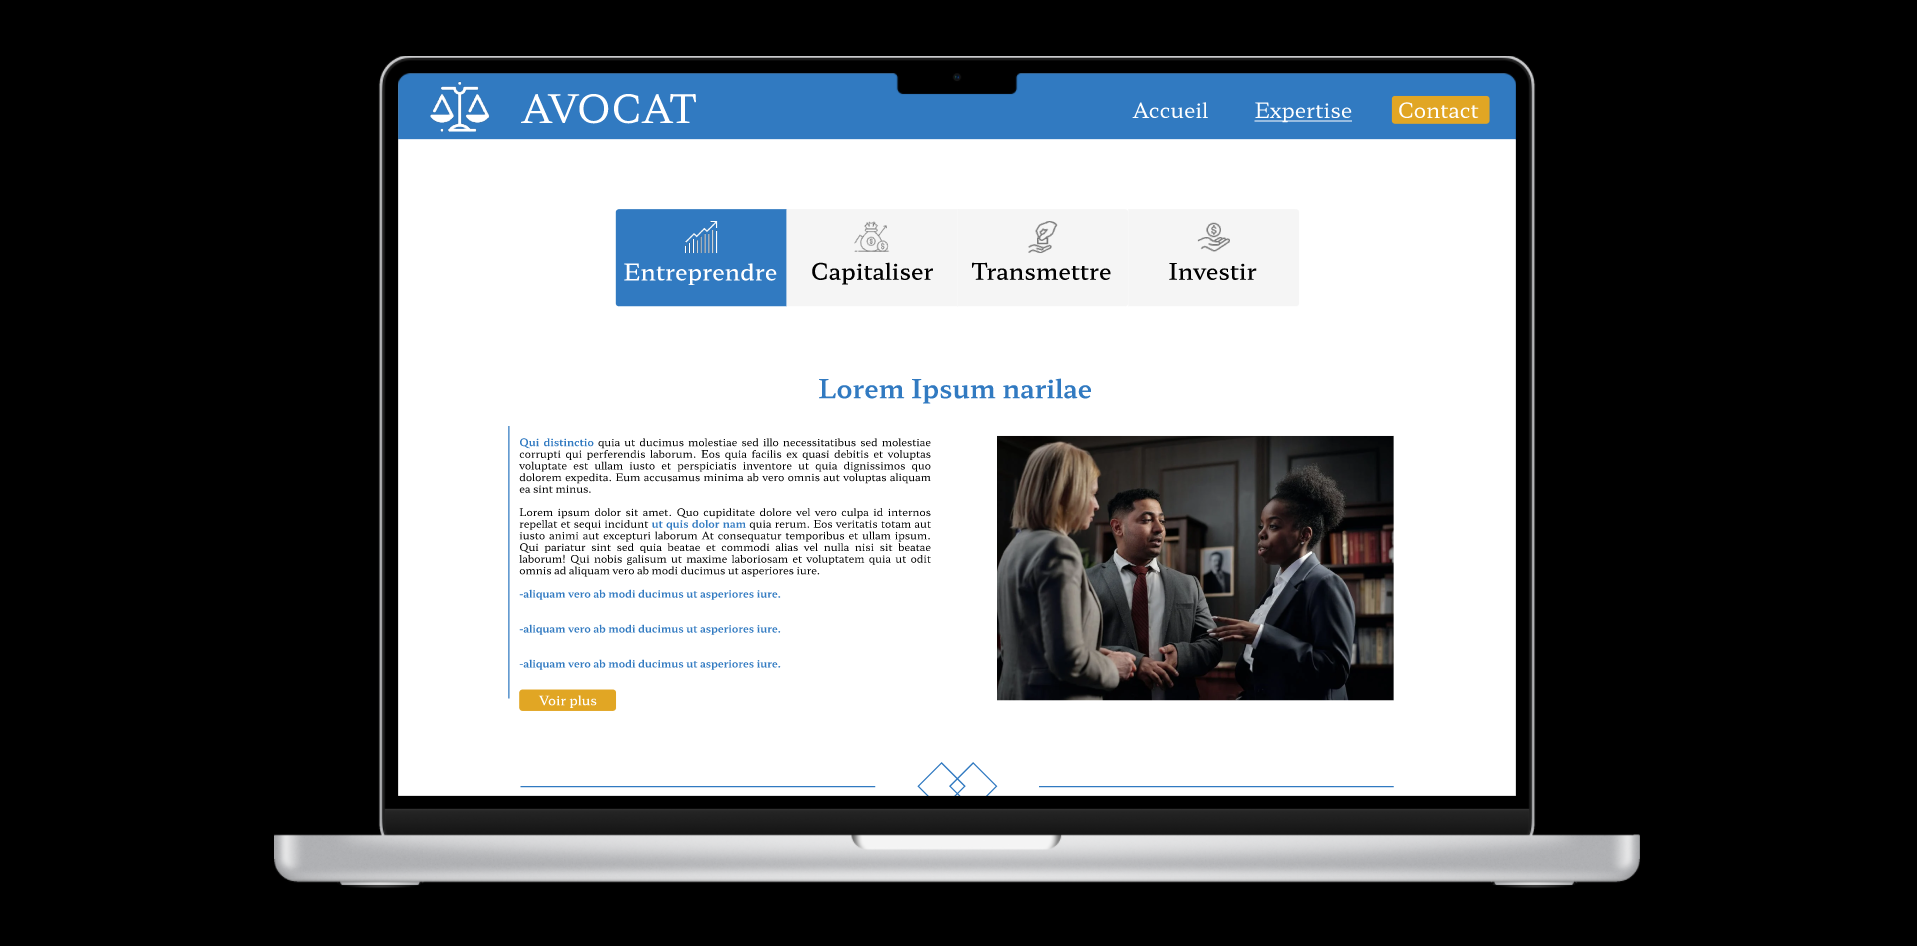 AVOCAT
Accueil Expertise Contact
Entreprendre Capitaliser Transmettre Investir
Lorem Ipsum narilae
Qui distinctio quia ut ducimus molestiae sed illo necessitatibus sed molestiae
corrupti qui perferendis laborum. Eos quia facilis ex quasi debitis et voluptas
voluptate est ullam iusto et perspiciatis inventore ut quia dignissimos quo
dolorem expedita. Eum accusamus minima ab vero omnis aut voluptas aliquam
ea sint minus.
Lorem ipsum dolor sit amet. Quo cupiditate dolore vel vero culpa id internos
repellat et sequi incidunt ut quis dolor nam quia rerum. Eos veritatis totam aut
iusto animi aut excepturi laborum At consequatur temporibus et ullam ipsum.
Qui pariatur sint sed quia beatae et commodi alias vel nulla nisi sit beatae
laborum! Qui nobis galisum ut maxime laboriosam et voluptatem quia ut odit
omnis ad aliquam vero ab modi ducimus ut asperiores iure.
-aliquam vero ab modi ducimus ut asperiores iure.
-aliquam vero ab modi ducimus ut asperiores iure.
-aliquam vero ab modi ducimus ut asperiores iure.
Voir plus